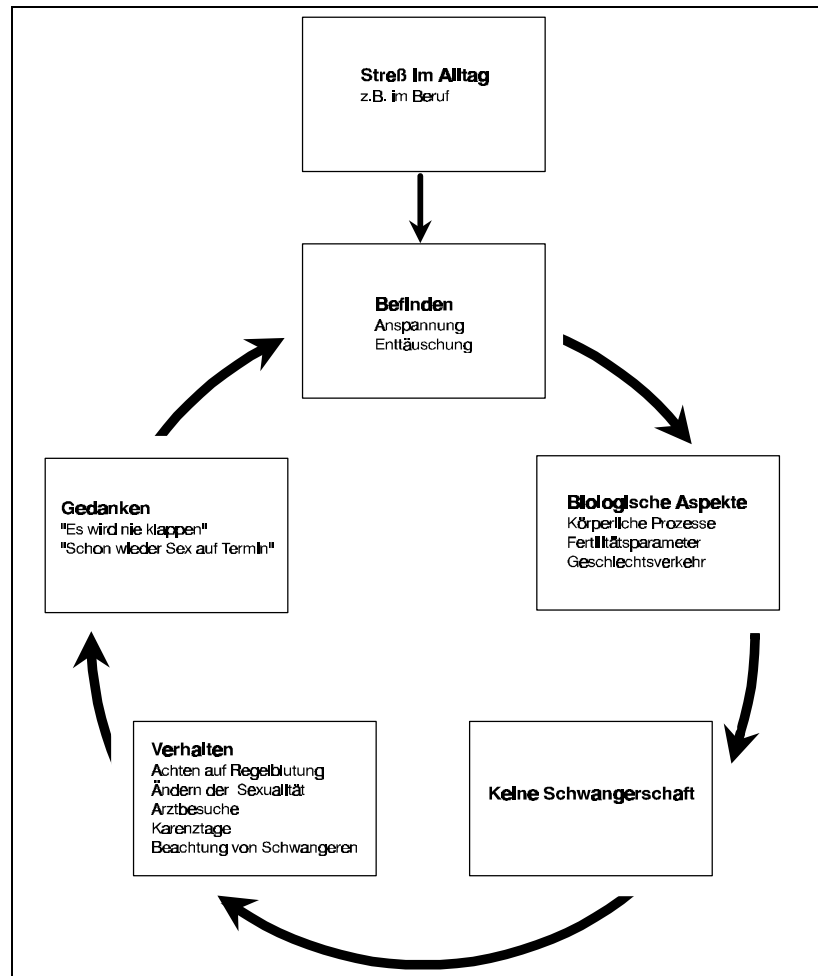 Streß Im Alltag
z.B. im Beruf
Befinden
Anspannung
Enttäuschung
Biologische Aspekte
Körperliche Prozesse
Fertilitätsparameter
Geschlechtsverkehr
Keine Schwangerschaft
Verhalten
Achten auf Regelblutung
Ändern der Sexualität
Arztbesuche
Karenztage
Beachtung von Schwangeren
Gedanken
"Es wird nie klappen"
"Schon wieder Sex auf Termin"